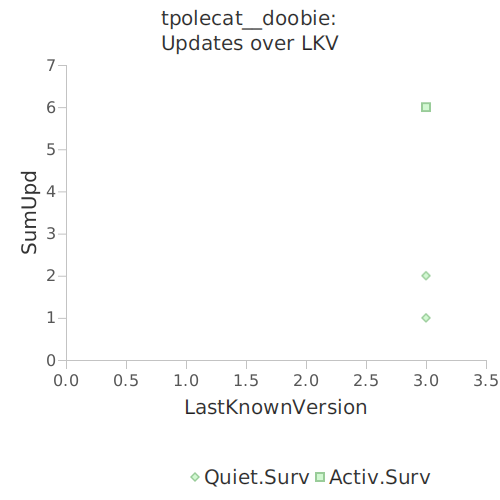 tpolecat__doobie:
Updates over LKV
7
6
5
4
3
2
1
0
SumUpd
0.0 0.5 1.0 1.5 2.0 2.5 3.0 3.5
LastKnownVersion
Quiet.Surv Activ.Surv